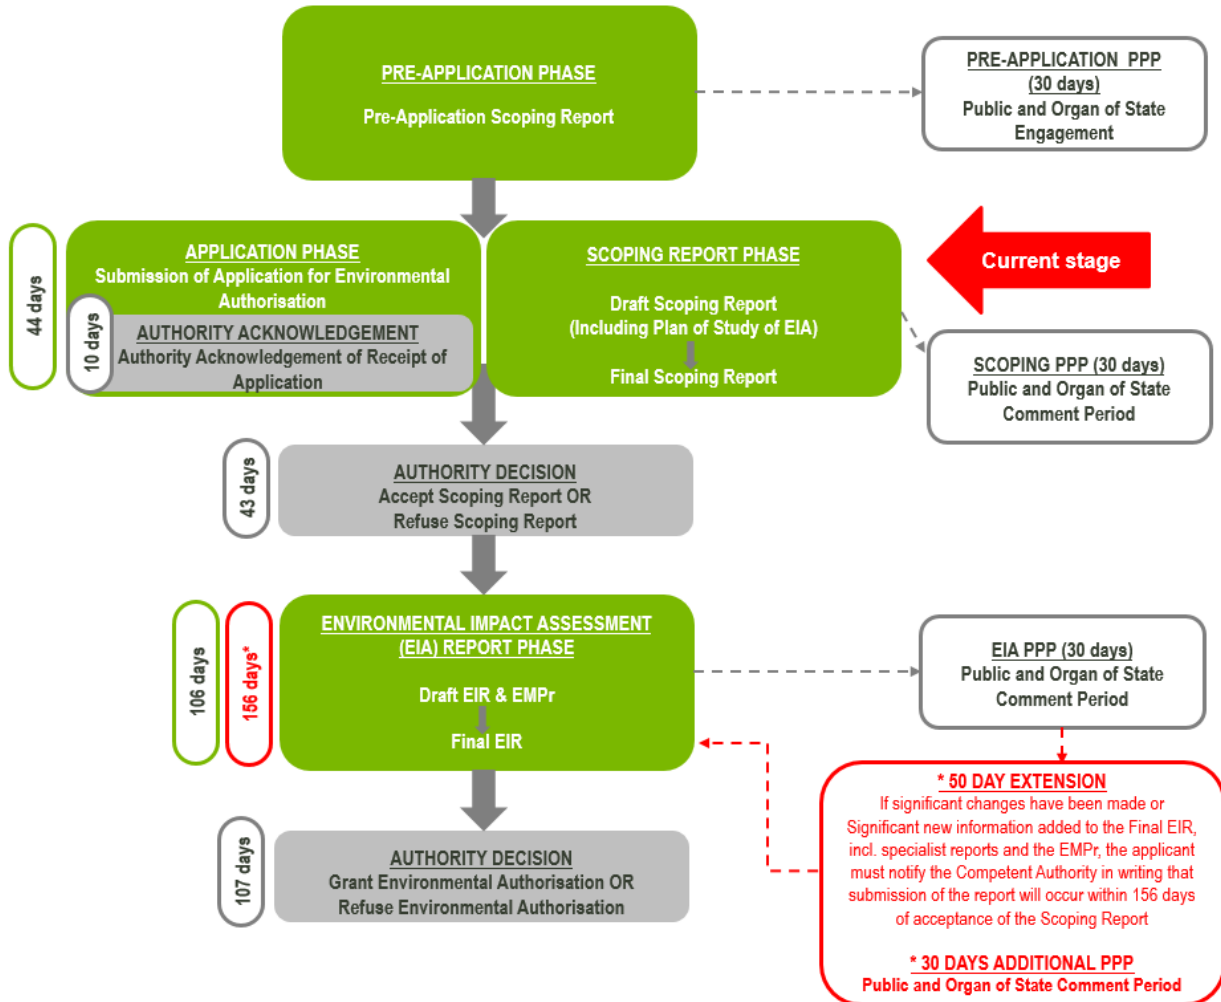 PRE-APPLICATION PHASE
Pre-Application Scoping Report
PRE-APPLICATION PPP
(30 days)
Public and Organ of State
Engagement
44 days
APPLICATION PHASE
Submission of Application for Environmental
Authorisation
10 days
AUTHORITY ACKNOWLEDGEMENT
Authority Acknowledgement of Receipt of
Application
SCOPING REPORT PHASE
Draft Scoping Report
(Including Plan of Study of EIA)
Final Scoping Report
Current stage
SCOPING PPP (30 days)
Public and Organ of State
Comment Period
43 days
AUTHORITY DECISION
Accept Scoping Report OR
Refuse Scoping Report
106 days
156 days*
ENVIRONMENTAL IMPACT ASSESSMENT
(EIA) REPORT PHASE
Draft EIR & EMPr
Final EIR
EIA PPP (30 days)
Public and Organ of State
Comment Period
* 50 DAY EXTENSION
If significant changes have been made or
Significant new information added to the Final EIR,
incl. specialist reports and the EMPr, the applicant
must notify the Competent Authority in writing that
submission of the report will occur within 156 days
of acceptance of the Scoping Report
* 30 DAYS ADDITIONAL PPP
Public and Organ of State Comment Period
107 days
AUTHORITY DECISION
Grant Environmental Authorisation OR
Refuse Environmental Authorisation